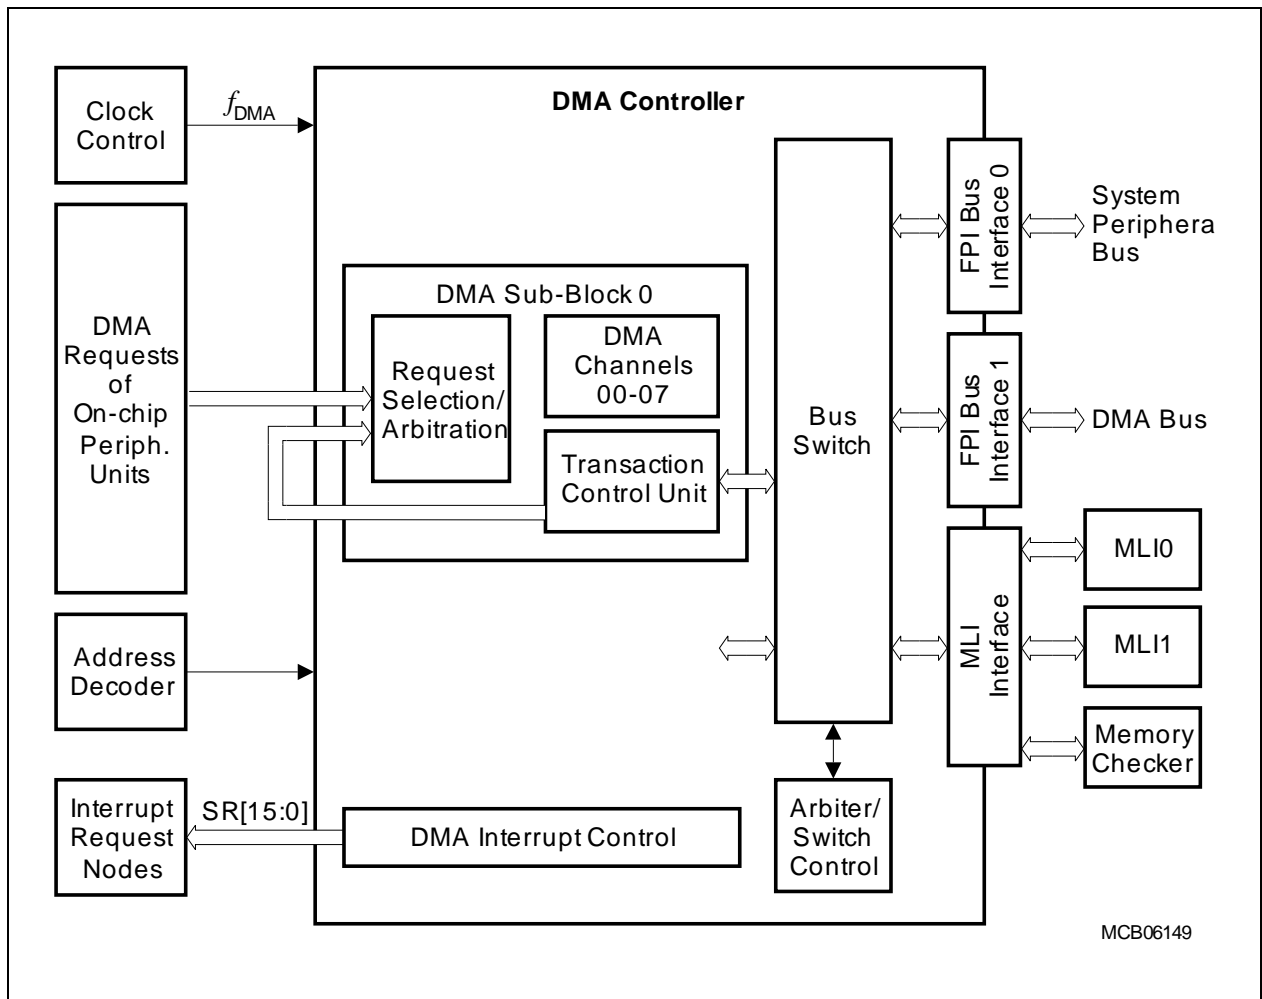 DMA Controller
Clock
Control
fDMA
DMA
Requests
of
On-chip
Periph.
Units
Address
Decoder
Interrupt
Request
Nodes
SR[15:0]
DMA Sub-Block 0
Request
Selection/
Arbitration
DMA
Channels
00-07
Transaction
Control Unit
DMA Interrupt Control
Bus
Switch
Arbiter/
Switch
Control
FPI Bus
Interface 0
FPI Bus
Interface 1
MLI
Interface
System
Periphera
Bus
DMA Bus
MLI0
MLI1
Memory
Checker
MCB06149